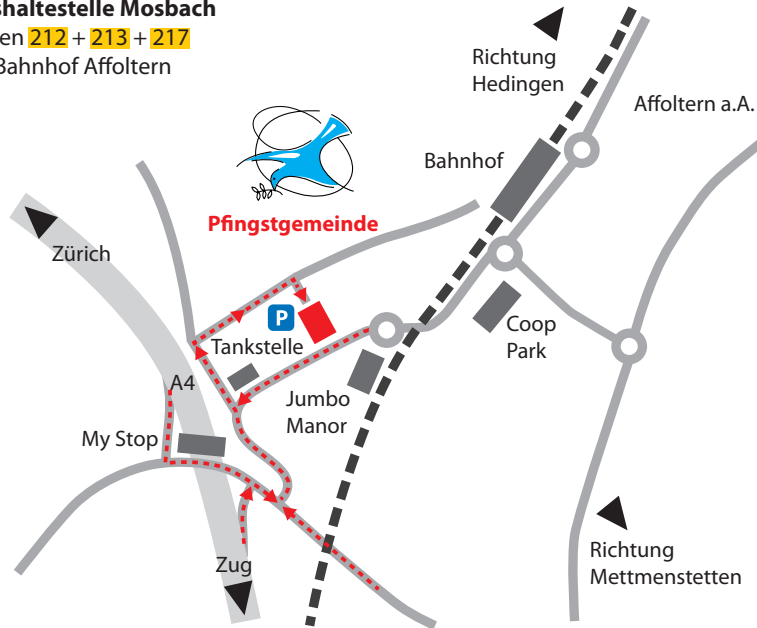 shaltestelle Mosbach
en 212 + 213 + 217
Bahnhof Affoltern
Richtung
Hedingen
Affoltern a.A.
Bahnhof
Pfingstgemeinde
Zürich
P
Tankstelle
Coop
Park
A4
Jumbo
Manor
My Stop
Zug
Richtung
Mettmenstetten